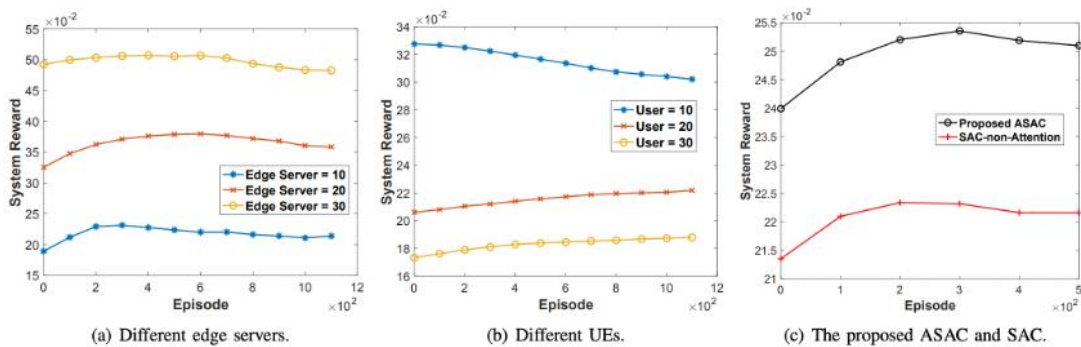 ×10⁻²
55
50
45
40
35
30
25
20
15
System Reward
Edge Server = 10
Edge Server = 20
Edge Server = 30
0 2 4 6 8 10 12
Episode ×10²
(a) Different edge servers.
×10⁻²
34
32
30
28
26
24
22
20
18
16
System Reward
User = 10
User = 20
User = 30
0 2 4 6 8 10 12
Episode ×10²
(b) Different UEs.
×10⁻²
25.5
25
24.5
24
23.5
23
22.5
22
21.5
21
System Reward
Proposed ASAC
SAC-non-Attention
0 1 2 3 4 5
Episode ×10²
(c) The proposed ASAC and SAC.